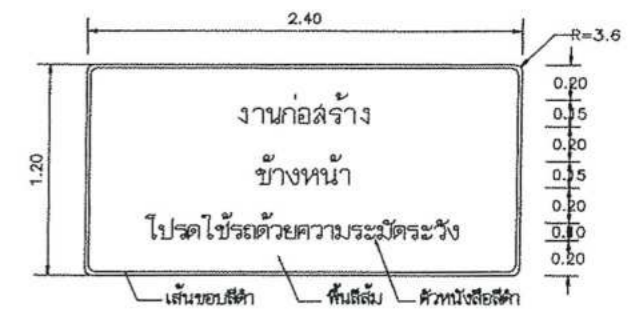 2.40
R=3.6
0.20
งานก่อสร้าง
0.15
0.20
1.20
ข้างหน้า
0.15
0.20
โปรดใช้รถด้วยความระมัดระวัง
0.10
0.20
เส้นขอบสีดำ
พื้นสีส้ม
ตัวหนังสือสีดำ